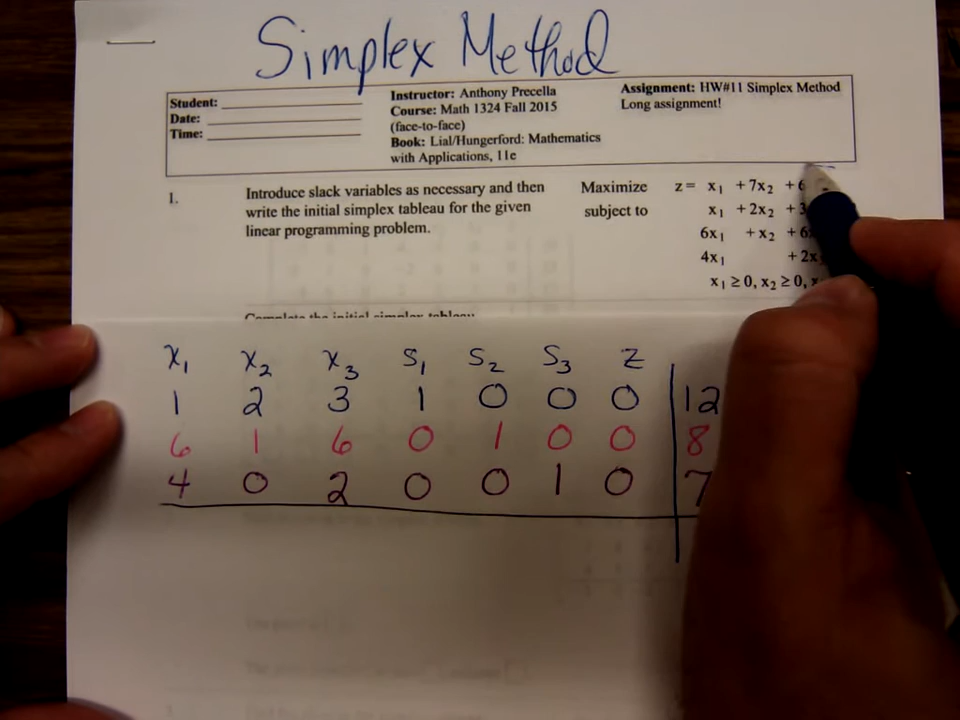 Simplex Method
Student:
Date:
Time:
Instructor: Anthony Precella
Course: Math 1324 Fall 2015
(face-to-face)
Book: Lial/Hungerford: Mathematics
with Applications, 11e
Assignment: HW#11 Simplex Method
Long assignment!
1. Introduce slack variables as necessary and then
write the initial simplex tableau for the given
linear programming problem.
Maximize z = x₁ + 7x₂ + 6
subject to x₁ + 2x₂ + 3
6x₁ + x₂ + 6
4x₁ + 2x
x₁ ≥ 0, x₂ ≥ 0,
Complete the initial simplex tableau.
x₁ x₂ x₃ s₁ s₂ s₃ z
1 2 3 1 0 0 0 12
6 1 6 0 1 0 0 8
4 0 2 0 0 1 0 7